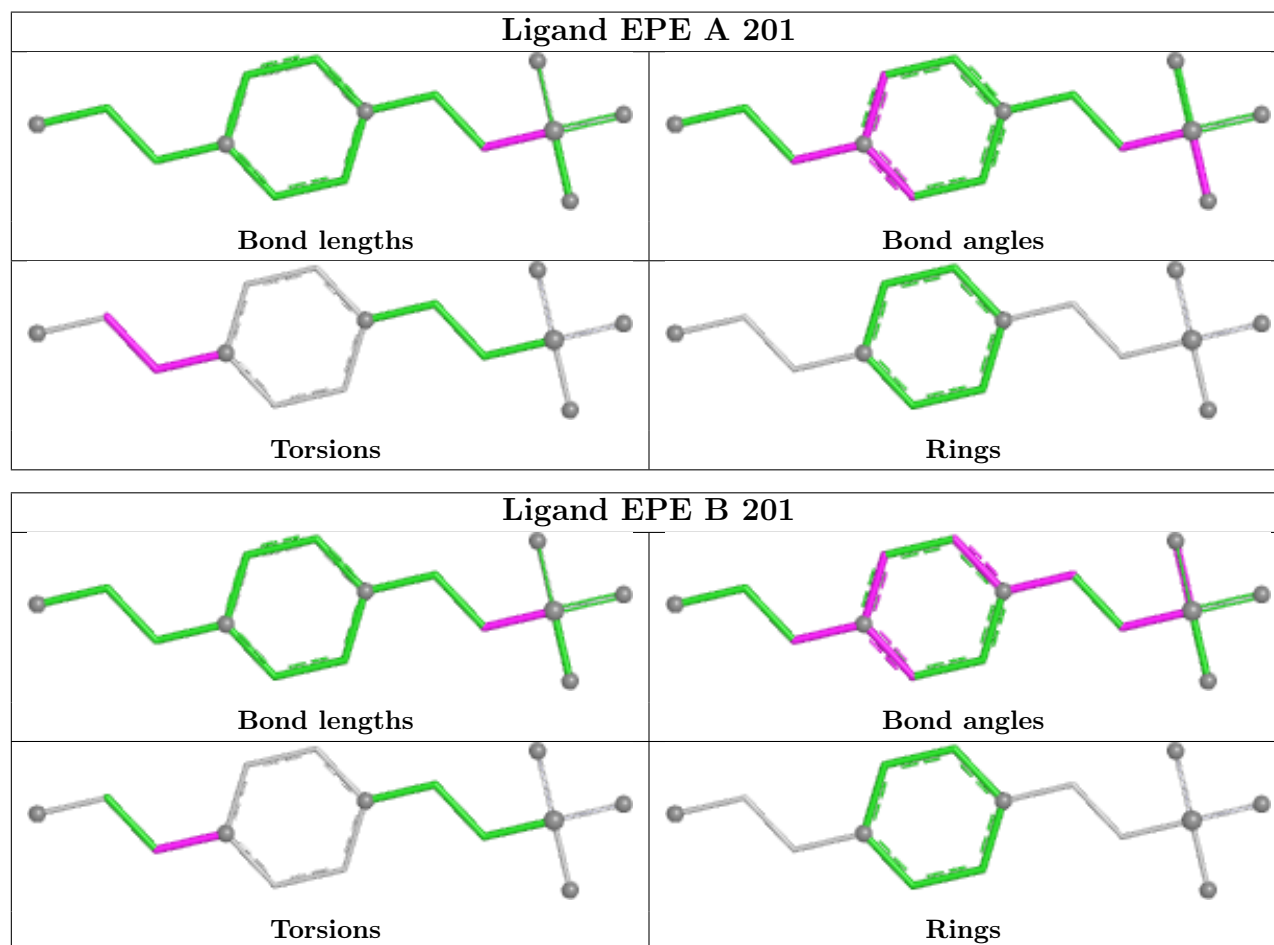 Ligand EPE A 201
Bond lengths
Bond angles
Torsions
Rings
Ligand EPE B 201
Bond lengths
Bond angles
Torsions
Rings